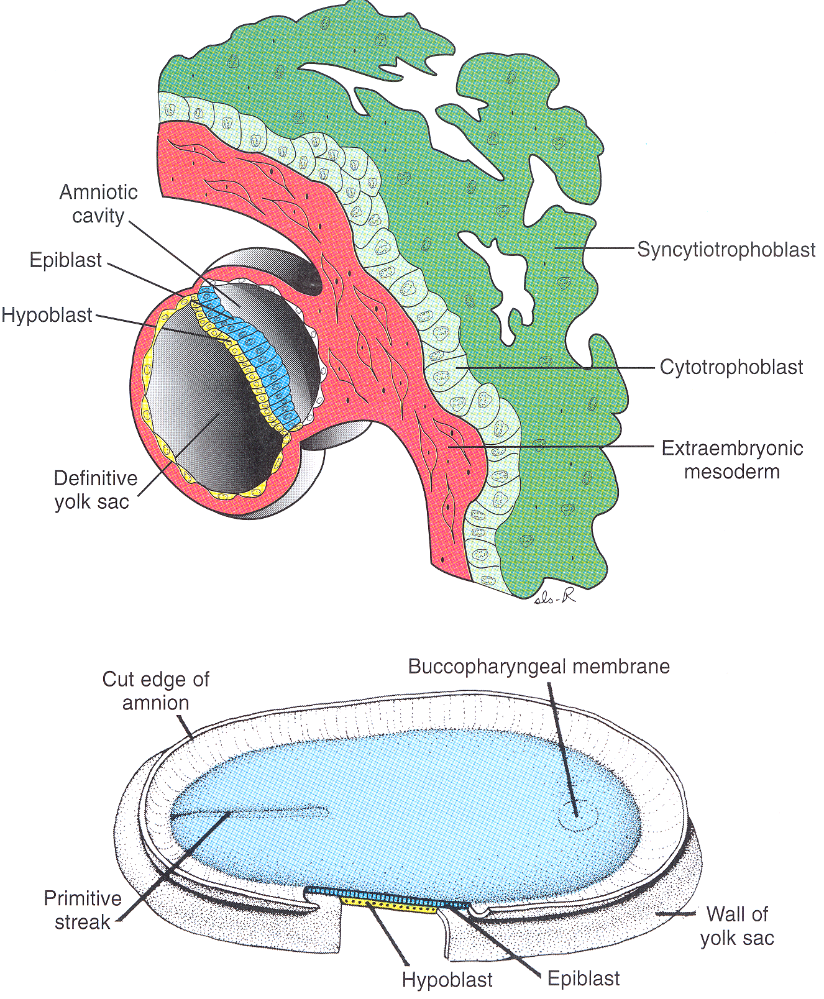 Amniotic
cavity
Epiblast
Hypoblast
Syncytiotrophoblast
Cytotrophoblast
Extraembryonic
mesoderm
Definitive
yolk sac
sls-R
Buccopharyngeal membrane
Cut edge of
amnion
Primitive
streak
Wall of
yolk sac
Hypoblast
Epiblast